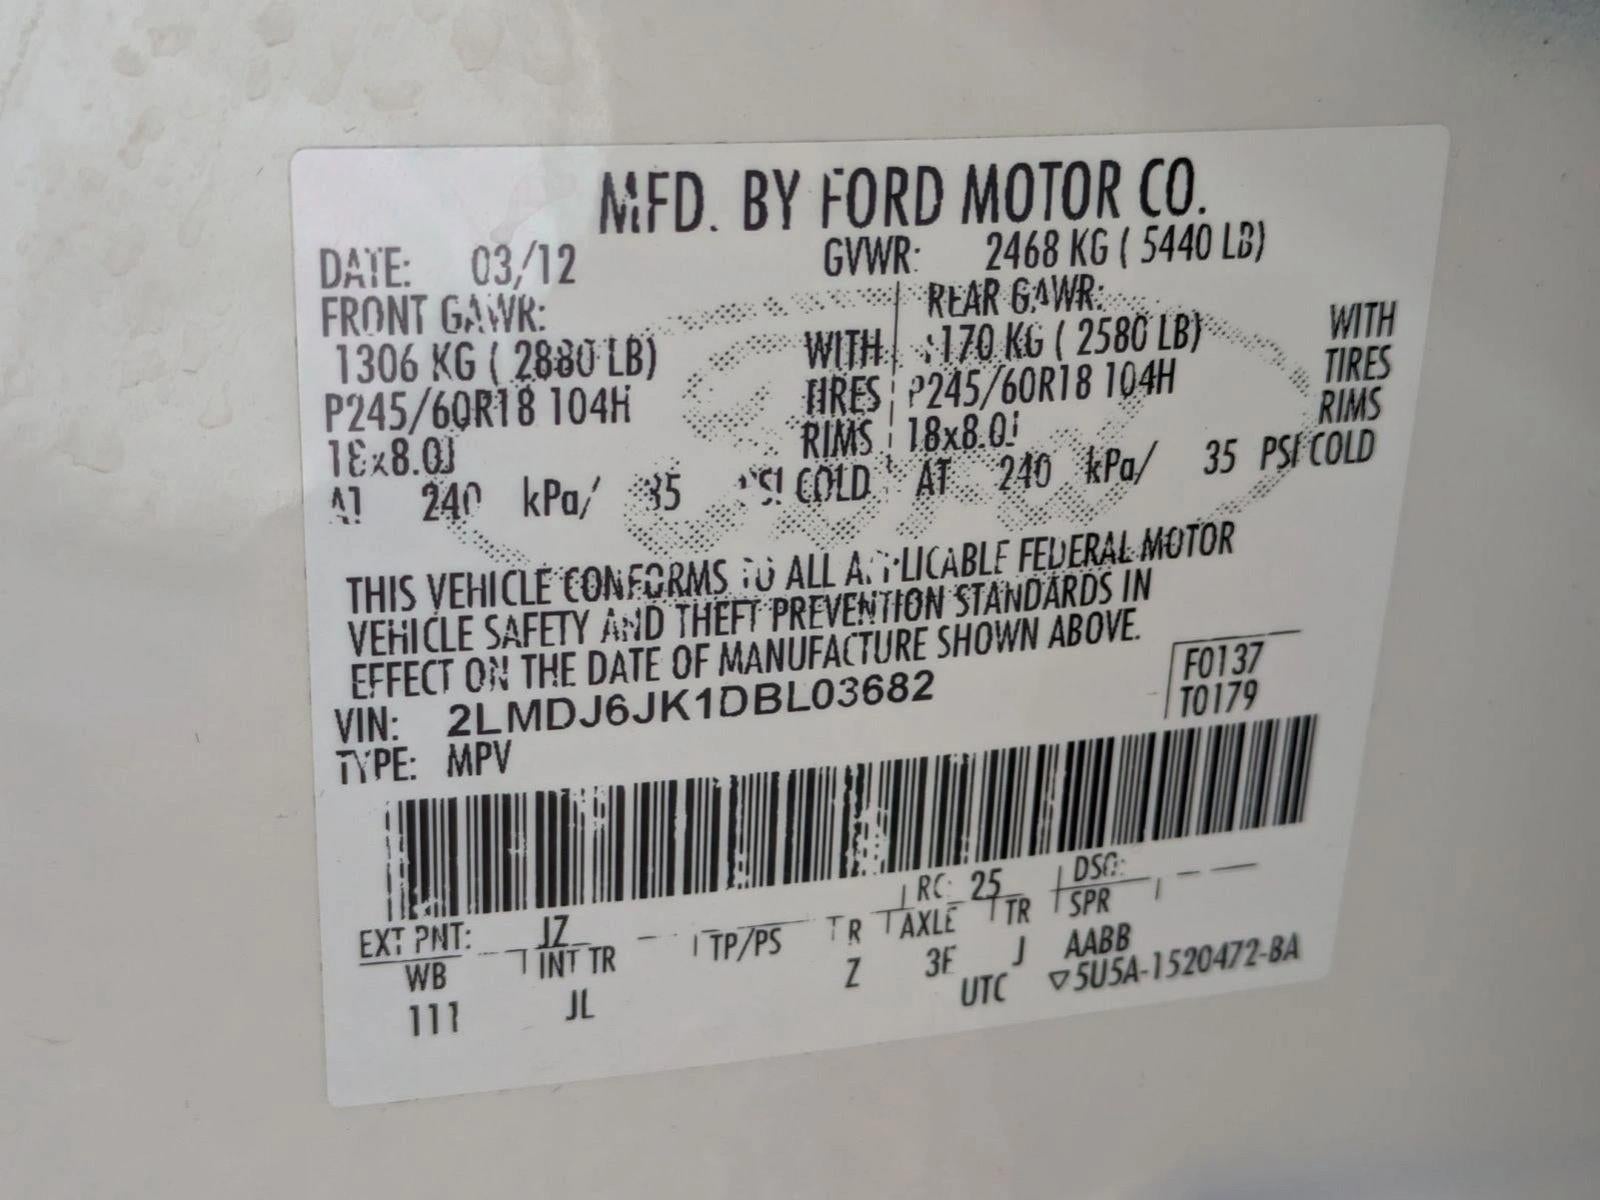 MFD. BY FORD MOTOR CO.
DATE: 03/12 GVWR: 2468 KG ( 5440 LB)
FRONT GAWR: REAR GAWR:
1306 KG ( 2880 LB) WITH 1170 KG ( 2580 LB) WITH
P245/60R18 104H TIRES P245/60R18 104H TIRES
18x8.0J RIMS 18x8.0J RIMS
AT 240 kPa/ 35 PSI COLD AT 240 kPa/ 35 PSI COLD
THIS VEHICLE CONFORMS TO ALL APPLICABLE FEDERAL MOTOR
VEHICLE SAFETY AND THEFT PREVENTION STANDARDS IN
EFFECT ON THE DATE OF MANUFACTURE SHOWN ABOVE.
F0137
VIN: 2LMDJ6JK1DBL03682 T0179
TYPE: MPV
EXT PNT: JZ RC: 25 DSO:
WB INT TR TP/PS R AXLE TR SPR
111 JL Z 3F J AABB
UTC ▽5U5A-1520472-BA